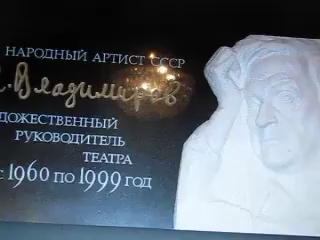 НАРОДНЫЙ АРТИСТ СССР
. Владимиров
ДОЖЕСТВЕННЫЙ
РУКОВОДИТЕЛЬ
ТЕАТРА
С 1960 ПО 1999 ГОД